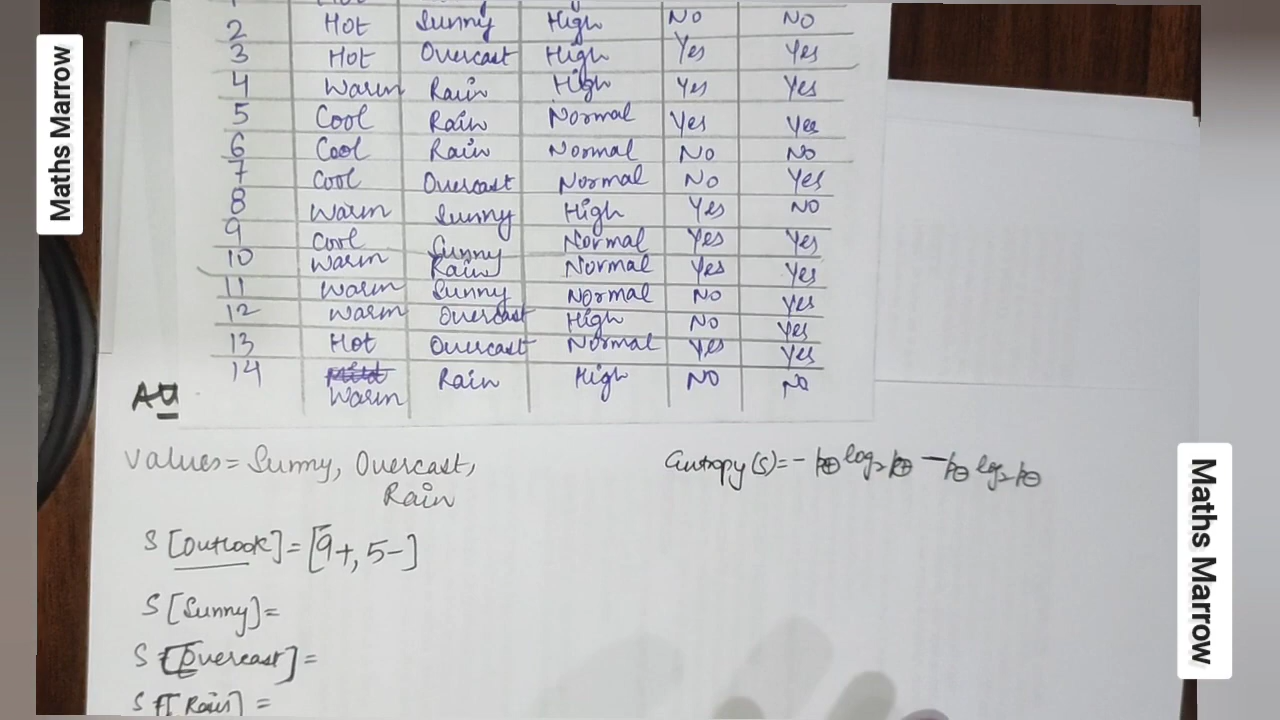 2 Hot Sunny High No No
3 Hot Overcast High Yes Yes
4 Warm Rain High Yes Yes
5 Cool Rain Normal Yes Yes
6 Cool Rain Normal No No
7 Cool Overcast Normal No Yes
8 Warm Sunny High Yes No
9 Cool Sunny Normal Yes Yes
10 Warm Rain Normal Yes Yes
11 Warm Sunny Normal No Yes
12 Warm Overcast High No Yes
13 Hot Overcast Normal Yes Yes
14 Warm Rain High No No
Values = Sunny, Overcast,
Rain
Entropy(S) = - p⊕ log₂ p⊕ - p⊖ log₂ p⊖
S [Outlook] = [9+, 5-]
S [Sunny] =
S [Overcast] =
S [Rain] =
Maths Marrow
Maths Marrow